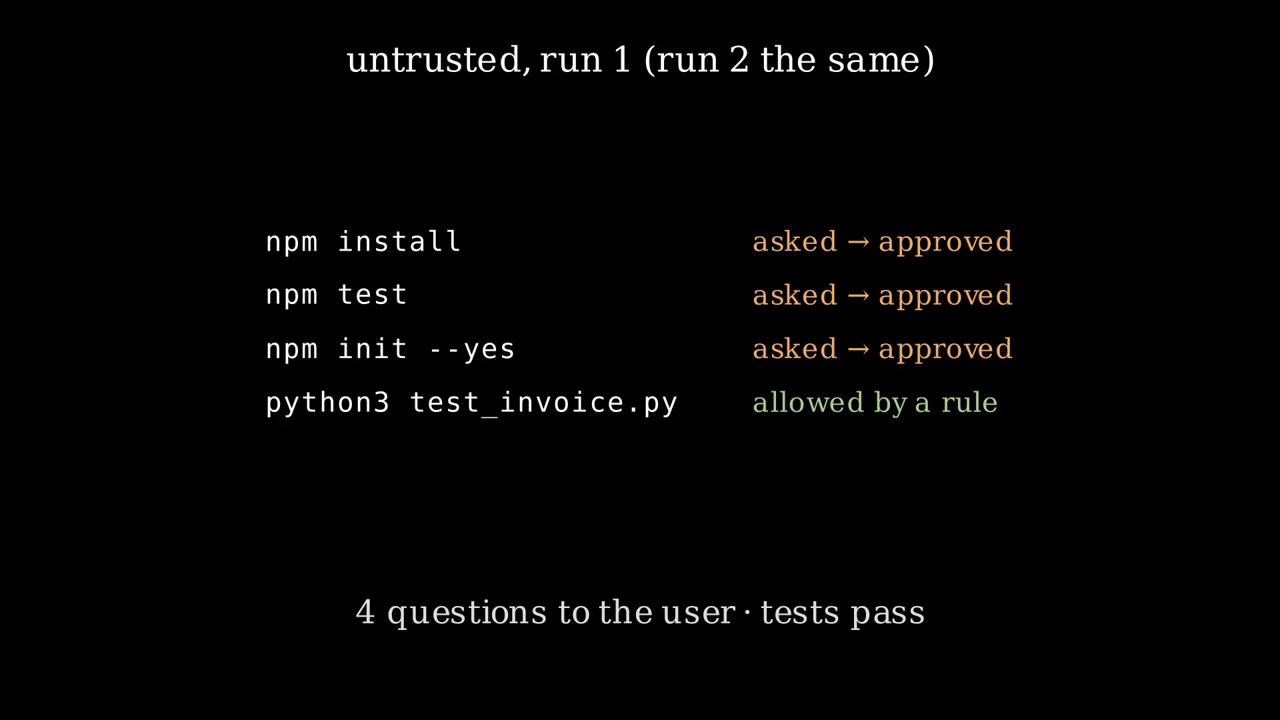 untrusted, run 1 (run 2 the same)
npm install asked → approved
npm test asked → approved
npm init --yes asked → approved
python3 test_invoice.py allowed by a rule
4 questions to the user · tests pass